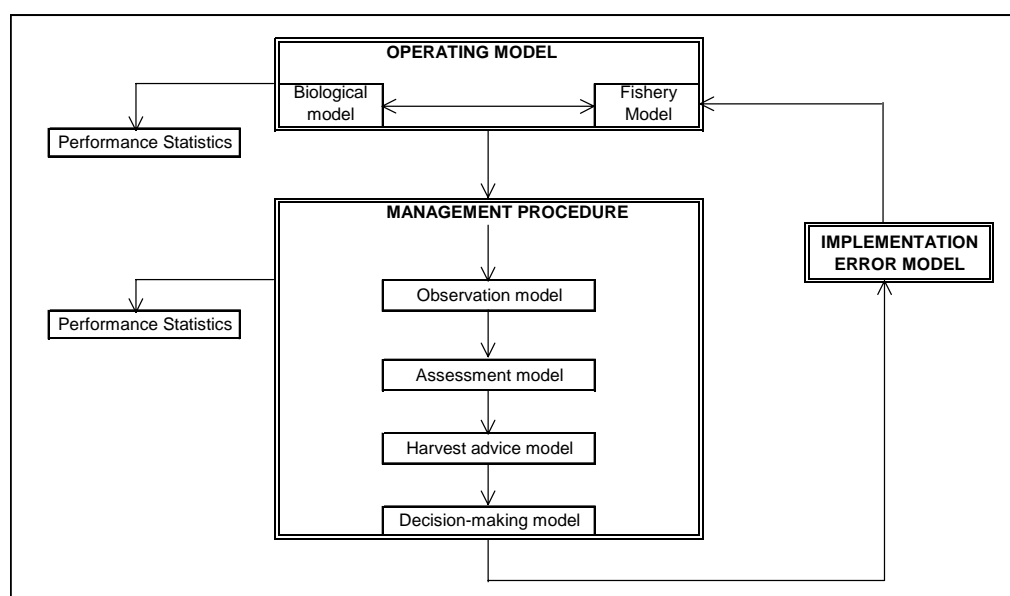 OPERATING MODEL
Biological
model
Fishery
Model
Performance Statistics
MANAGEMENT PROCEDURE
IMPLEMENTATION
ERROR MODEL
Observation model
Performance Statistics
Assessment model
Harvest advice model
Decision-making model